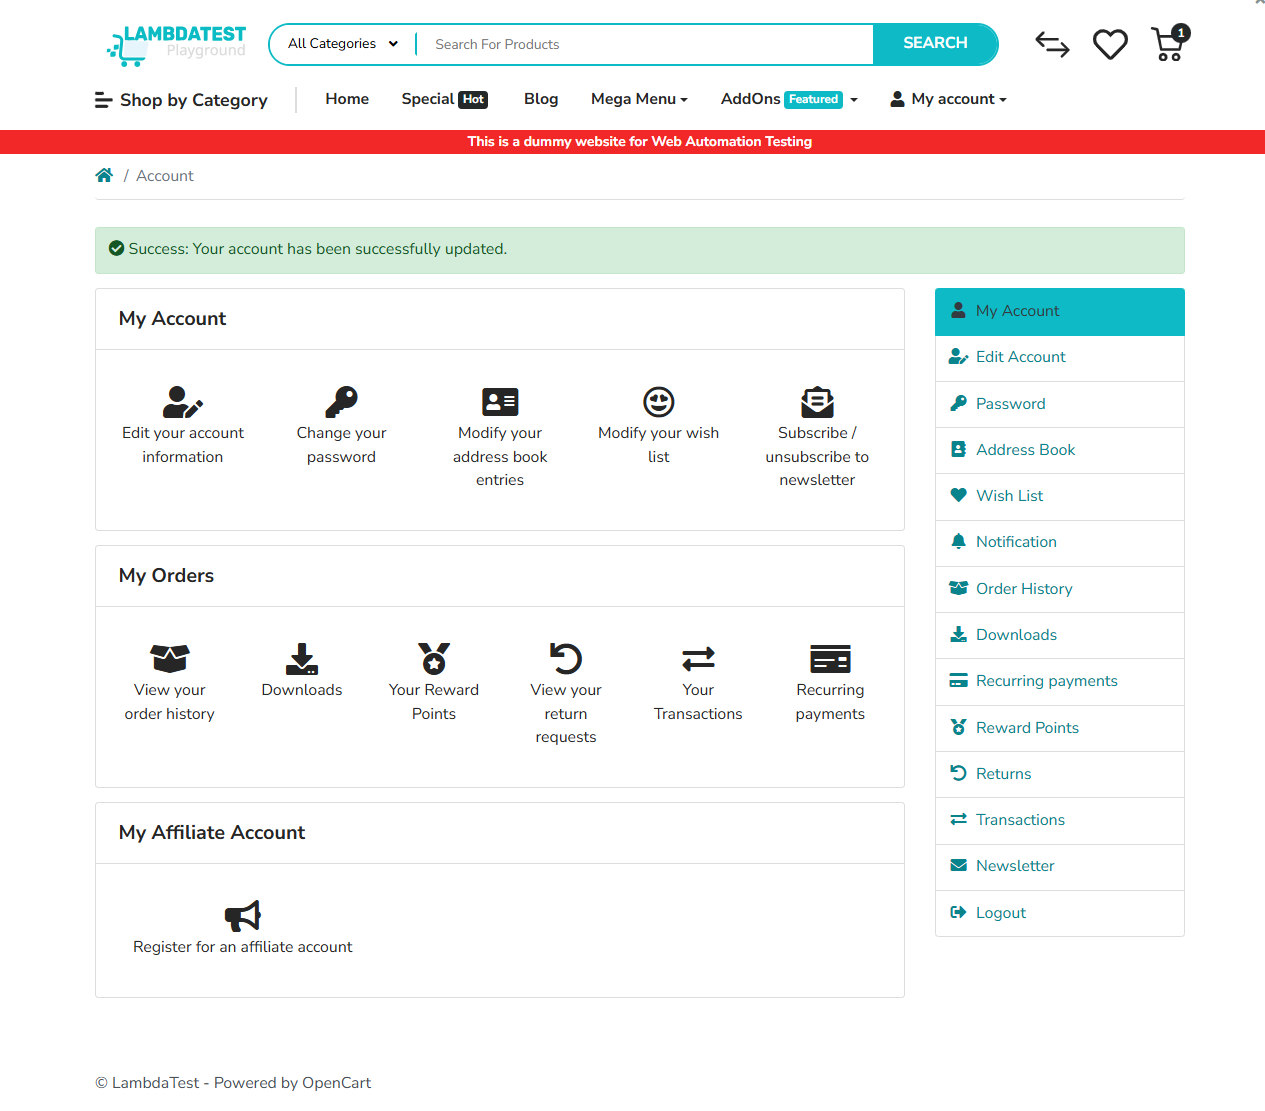 LAMBDATEST
Playground
All Categories
Search For Products
SEARCH
1
Shop by Category
Home
Special Hot
Blog
Mega Menu
AddOns Featured
My account
This is a dummy website for Web Automation Testing
/ Account
Success: Your account has been successfully updated.
My Account
Edit your account
information
Change your
password
Modify your
address book
entries
Modify your wish
list
Subscribe /
unsubscribe to
newsletter
My Orders
View your
order history
Downloads
Your Reward
Points
View your
return
requests
Your
Transactions
Recurring
payments
My Affiliate Account
Register for an affiliate account
My Account
Edit Account
Password
Address Book
Wish List
Notification
Order History
Downloads
Recurring payments
Reward Points
Returns
Transactions
Newsletter
Logout
© LambdaTest - Powered by OpenCart